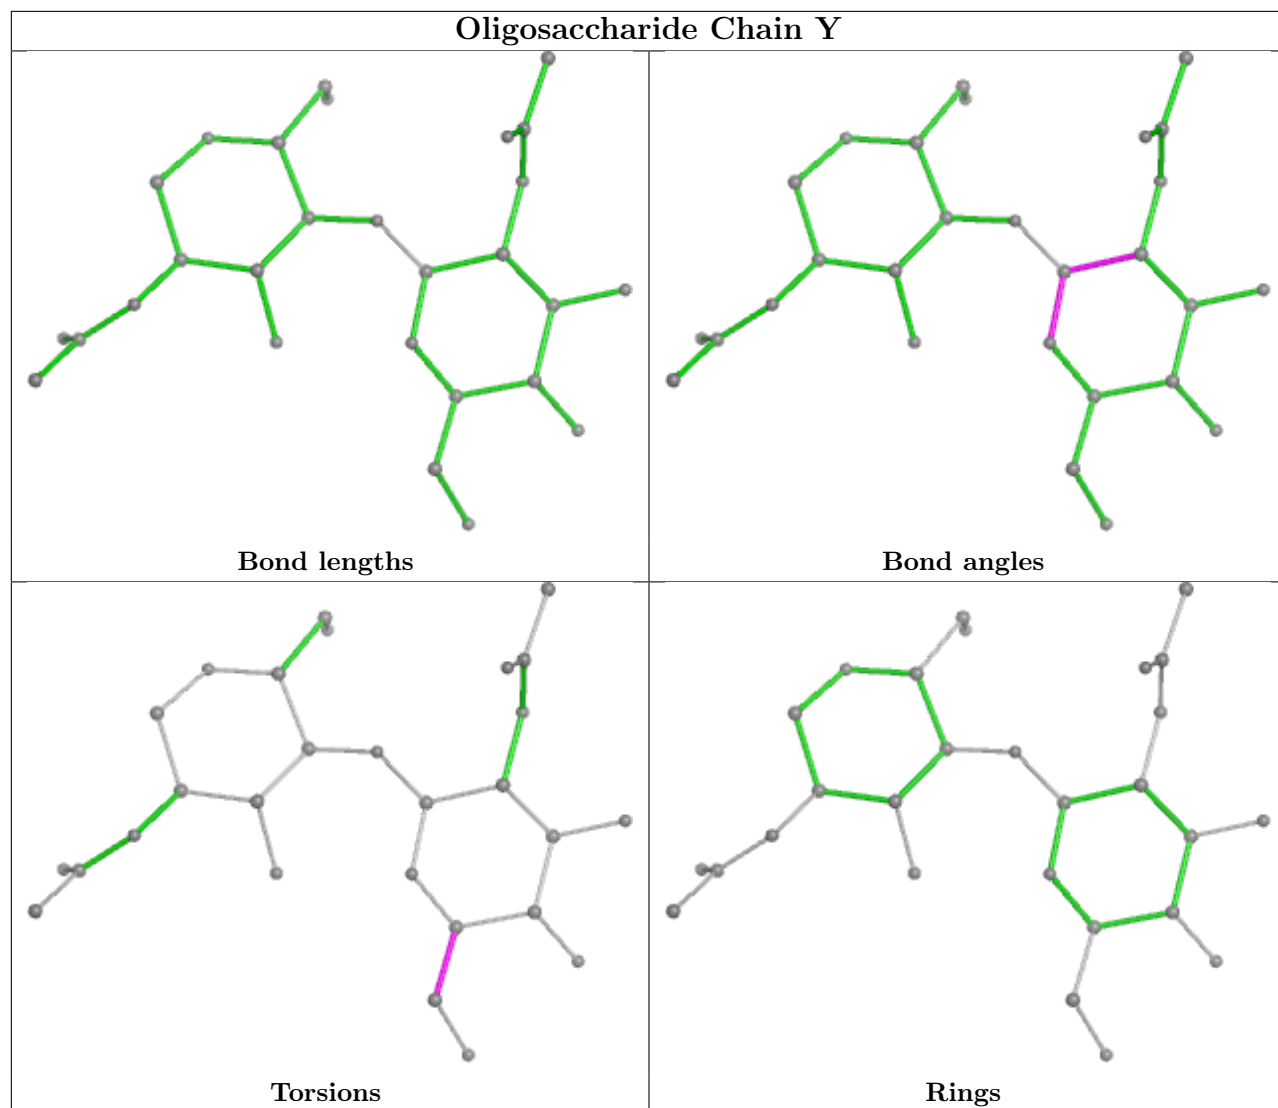 Oligosaccharide Chain Y
Bond lengths
Bond angles
Torsions
Rings